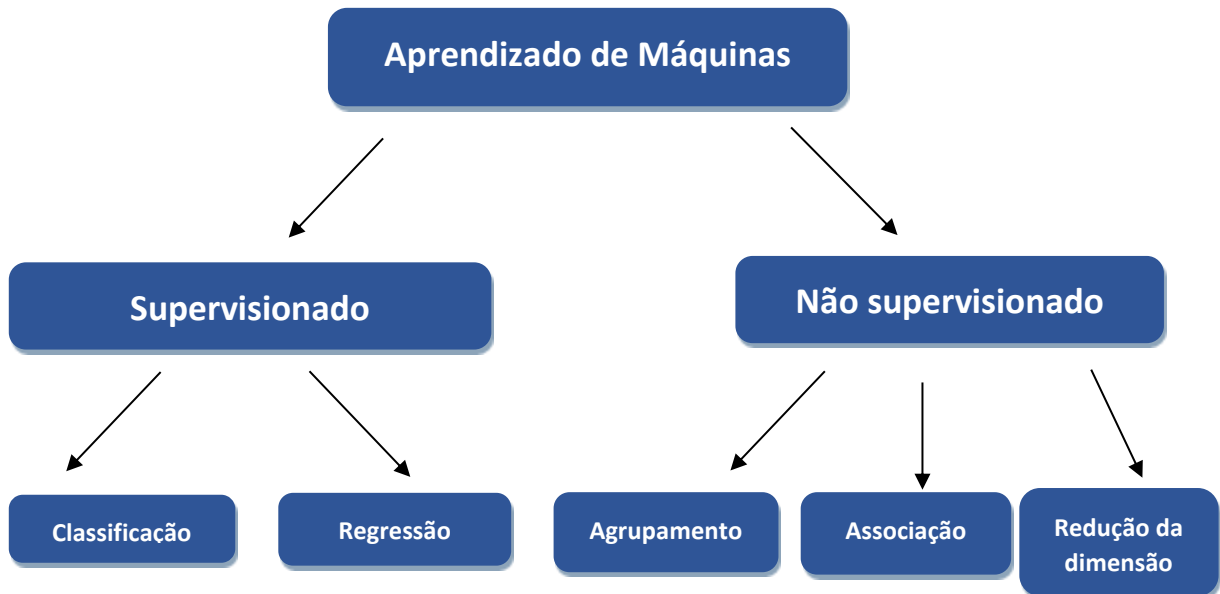 Aprendizado de Máquinas
Supervisionado
Não supervisionado
Classificação
Regressão
Agrupamento
Associação
Redução da
dimensão